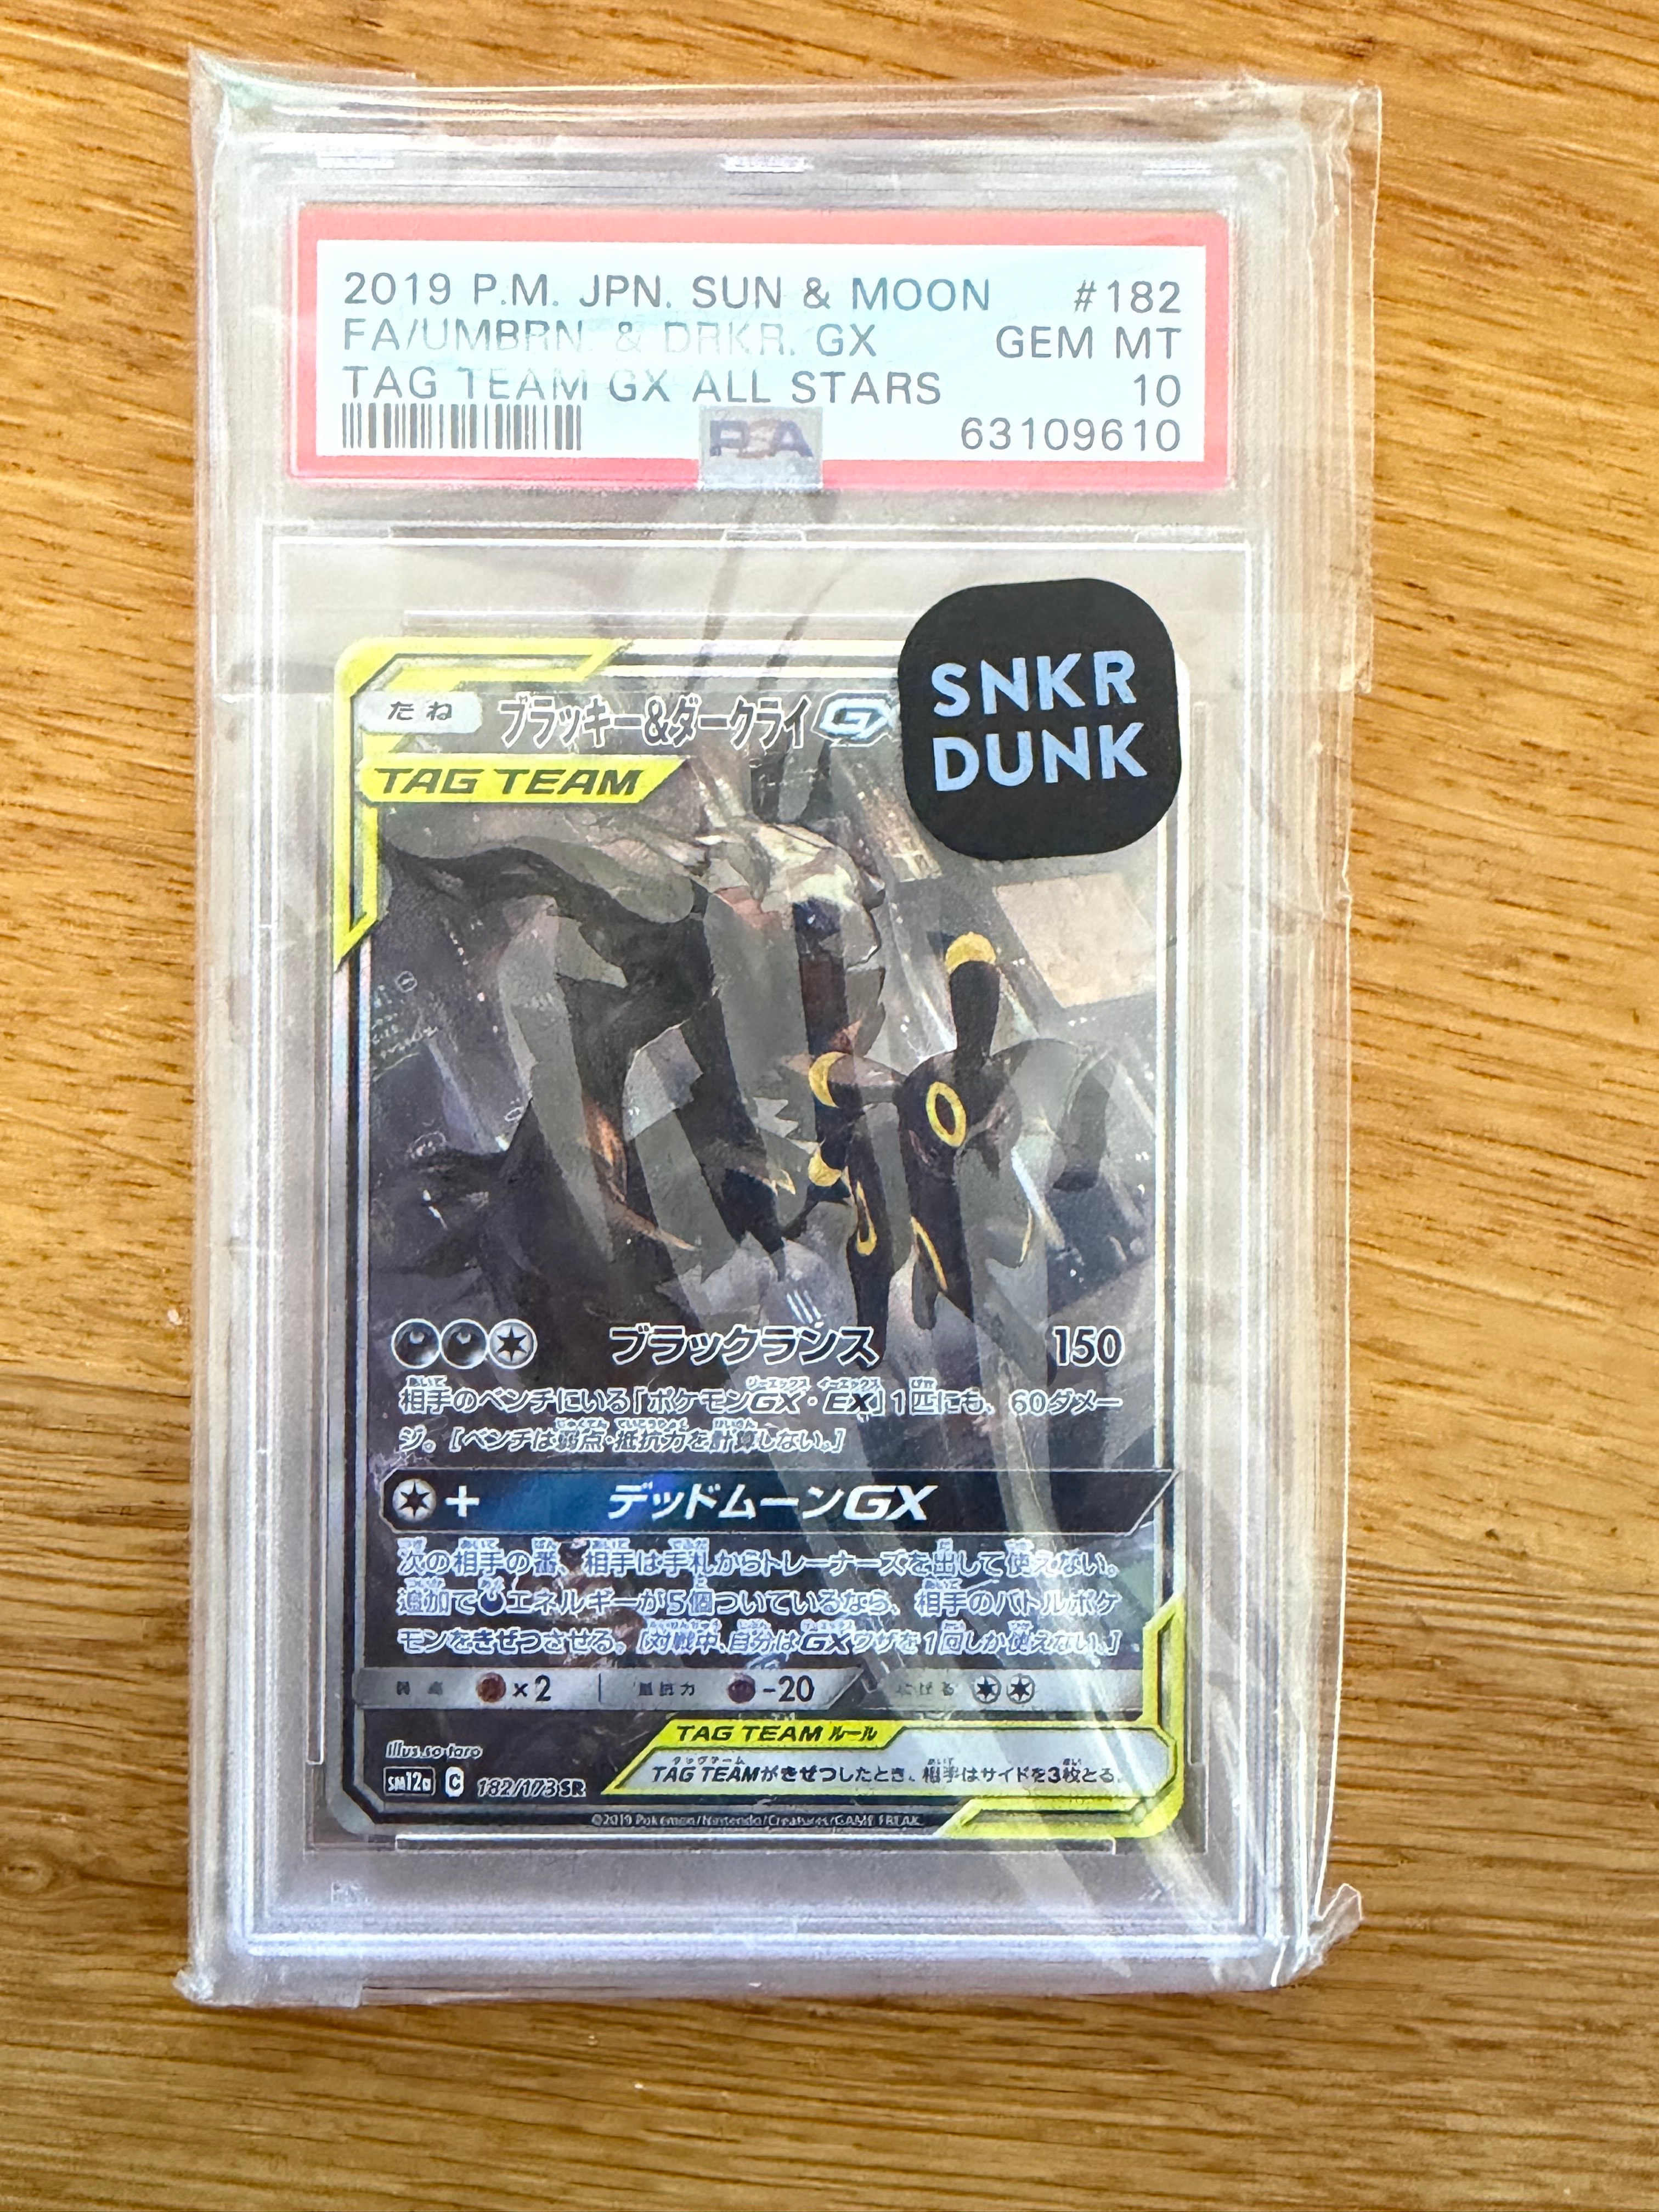 2019 P.M. JPN. SUN & MOON #182
FA/UMBRN. & DRKR. GX GEM MT
TAG TEAM GX ALL STARS 10
PSA 63109610
SNKR
DUNK
たね ブラッキー&ダークライGX
TAG TEAM
ブラックランス 150
相手のベンチにいる「ポケモンGX・EX」1匹にも、60ダメー
ジ。[ベンチは弱点・抵抗力を計算しない。]
+ デッドムーンGX
次の相手の番、相手は手札からトレーナーズを出して使えない。
追加でエネルギーが5個ついているなら、相手のバトルポケ
モンをきぜつさせる。[対戦中、自分はGXワザを1回しか使えない。]
弱点 ×2 抵抗力 -20 にげる
TAG TEAM ルール
Illus.so-taro
TAG TEAMがきぜつしたとき、相手はサイドを3枚とる。
SM12a C 182/173 SR
©2019 Pokémon/Nintendo/Creatures/GAME FREAK.